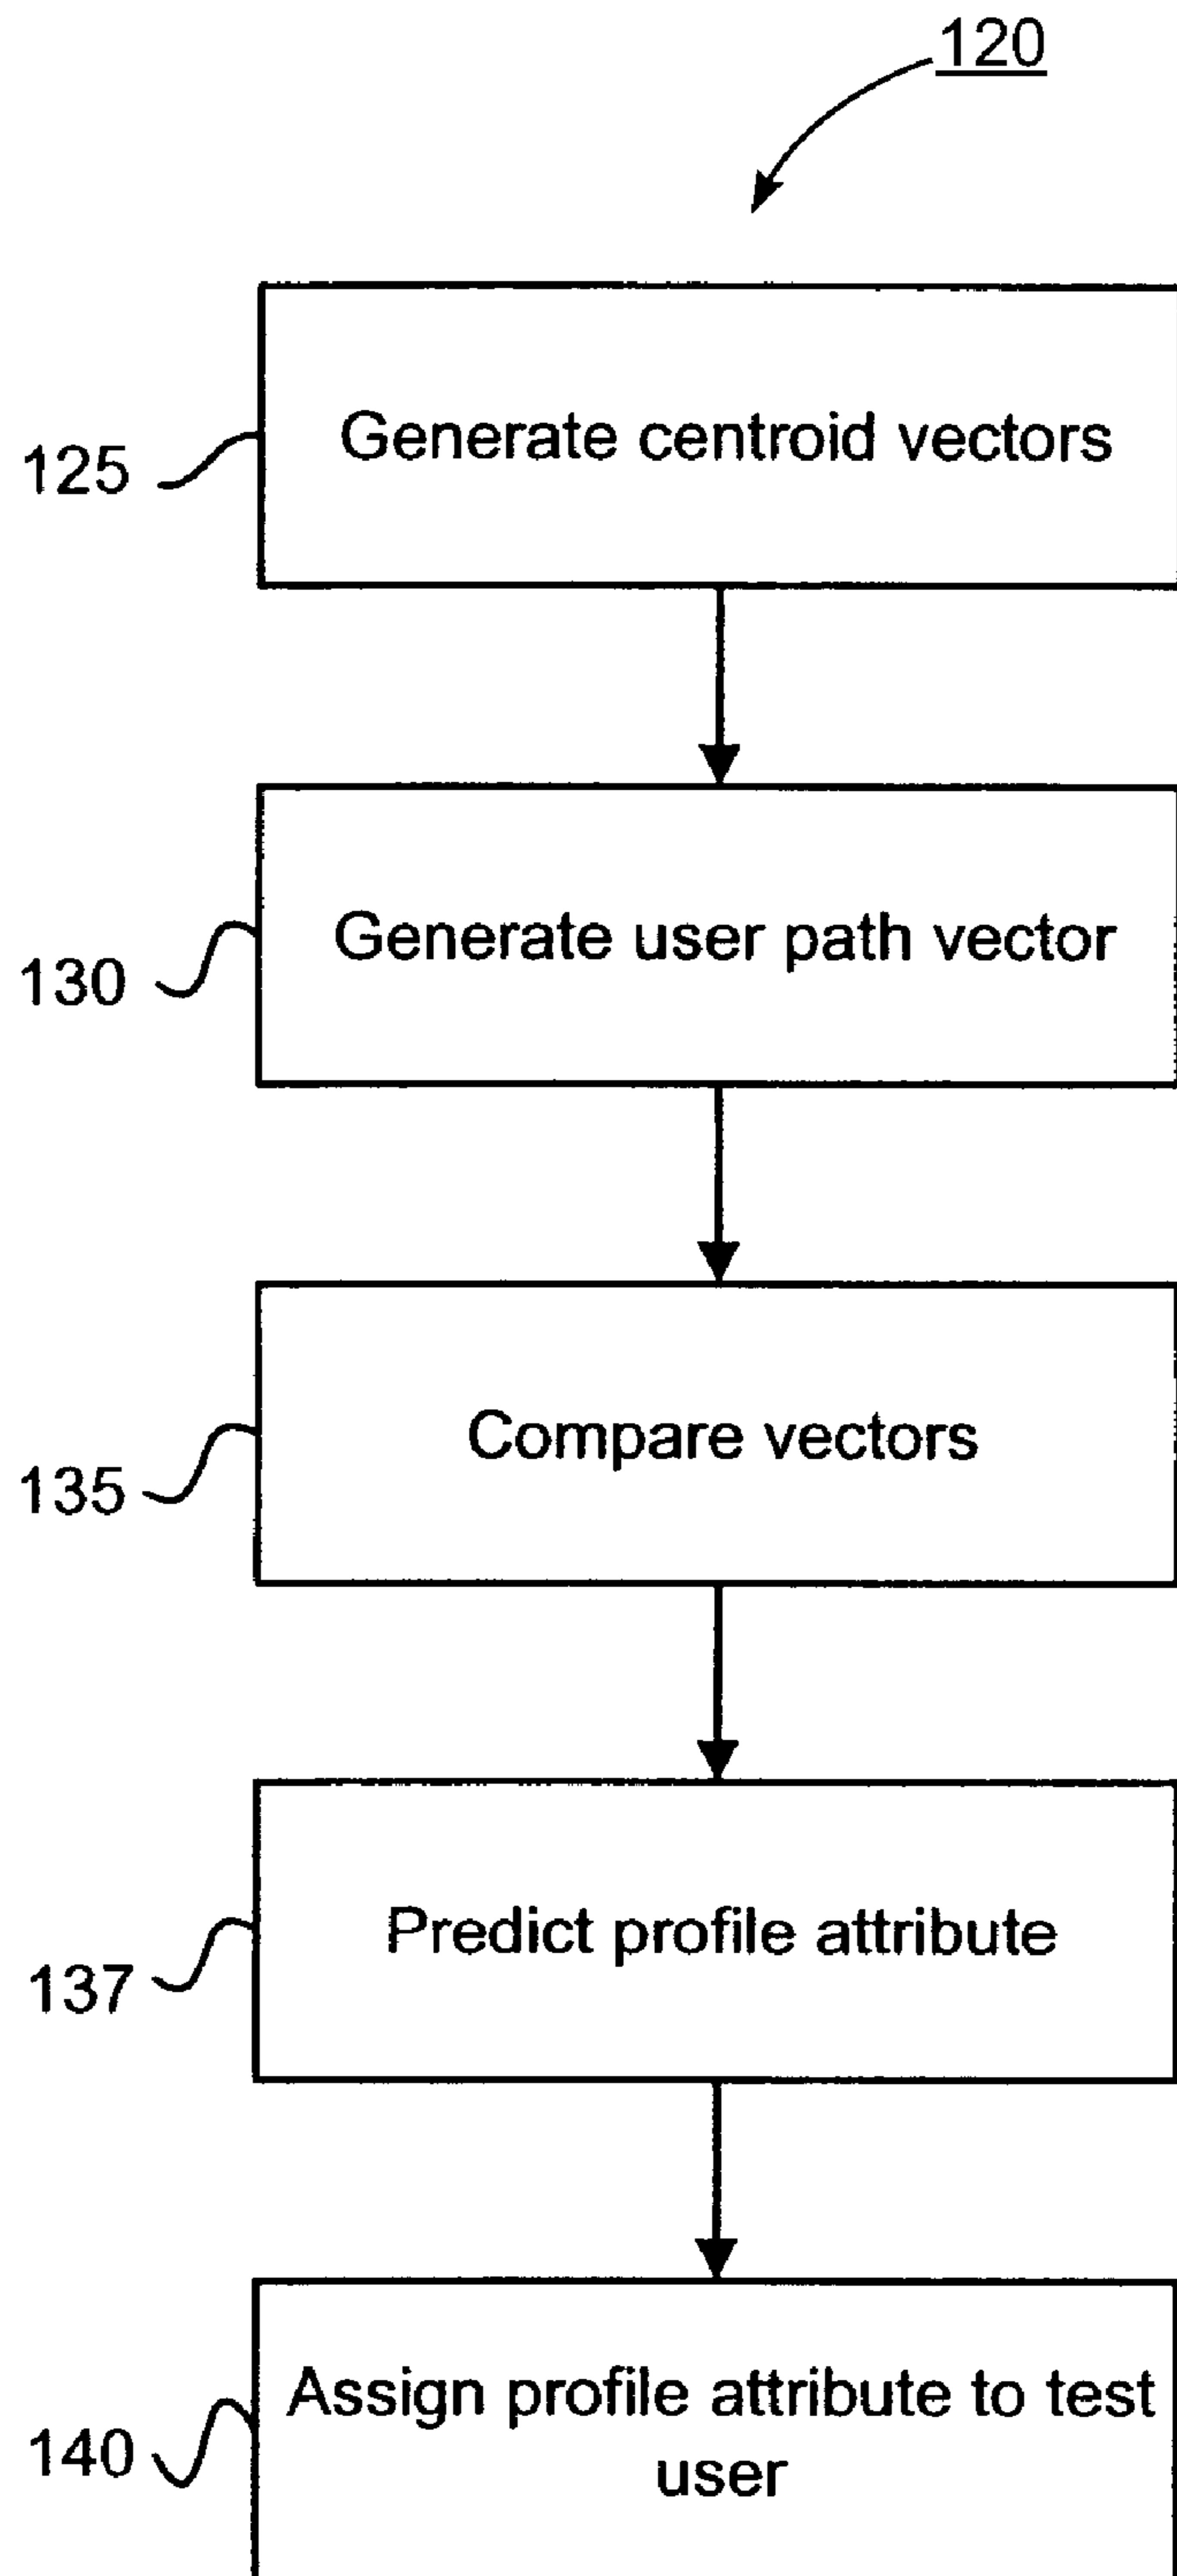 120
Generate centroid vectors
125
Generate user path vector
130
Compare vectors
135
Predict profile attribute
137
Assign profile attribute to test
user
140